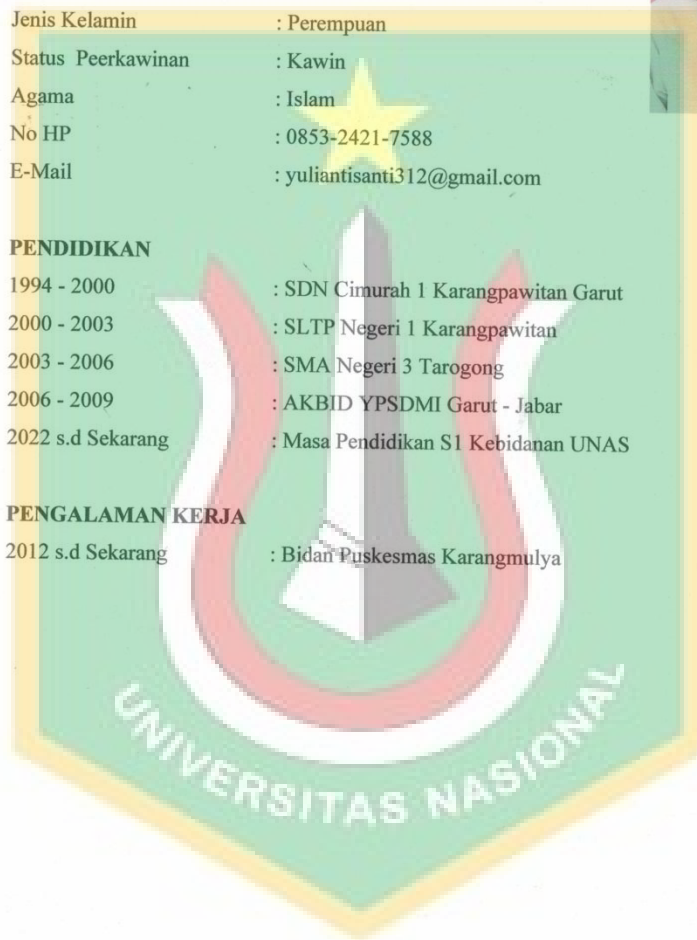 Jenis Kelamin : Perempuan
Status Peerkawinan : Kawin
Agama : Islam
No HP : 0853-2421-7588
E-Mail : yuliantisanti312@gmail.com
PENDIDIKAN
1994 - 2000 : SDN Cimurah 1 Karangpawitan Garut
2000 - 2003 : SLTP Negeri 1 Karangpawitan
2003 - 2006 : SMA Negeri 3 Tarogong
2006 - 2009 : AKBID YPSDMI Garut - Jabar
2022 s.d Sekarang : Masa Pendidikan S1 Kebidanan UNAS
PENGALAMAN KERJA
2012 s.d Sekarang : Bidan Puskesmas Karangmulya
UNIVERSITAS NASIONAL